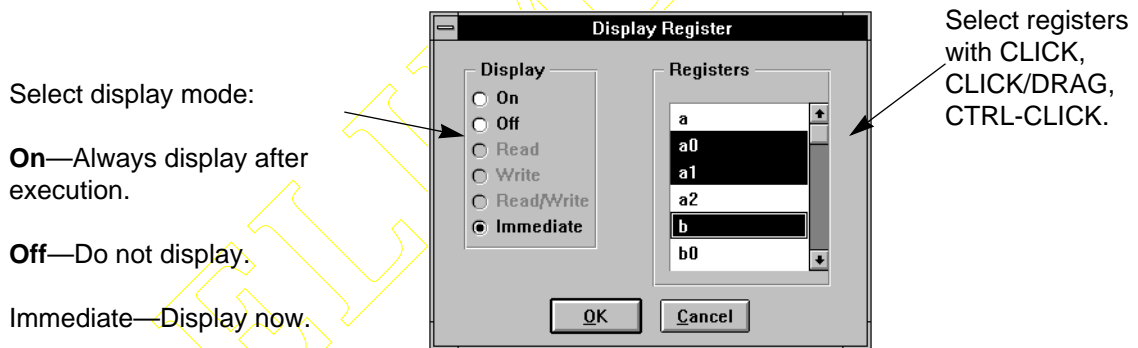 Select display mode:
On—Always display after
execution.
Off—Do not display.
Immediate—Display now.
Display Register
Display
On
Off
Read
Write
Read/Write
Immediate
Registers
a
a0
a1
a2
b
b0
OK
Cancel
Select registers
with CLICK,
CLICK/DRAG,
CTRL-CLICK.